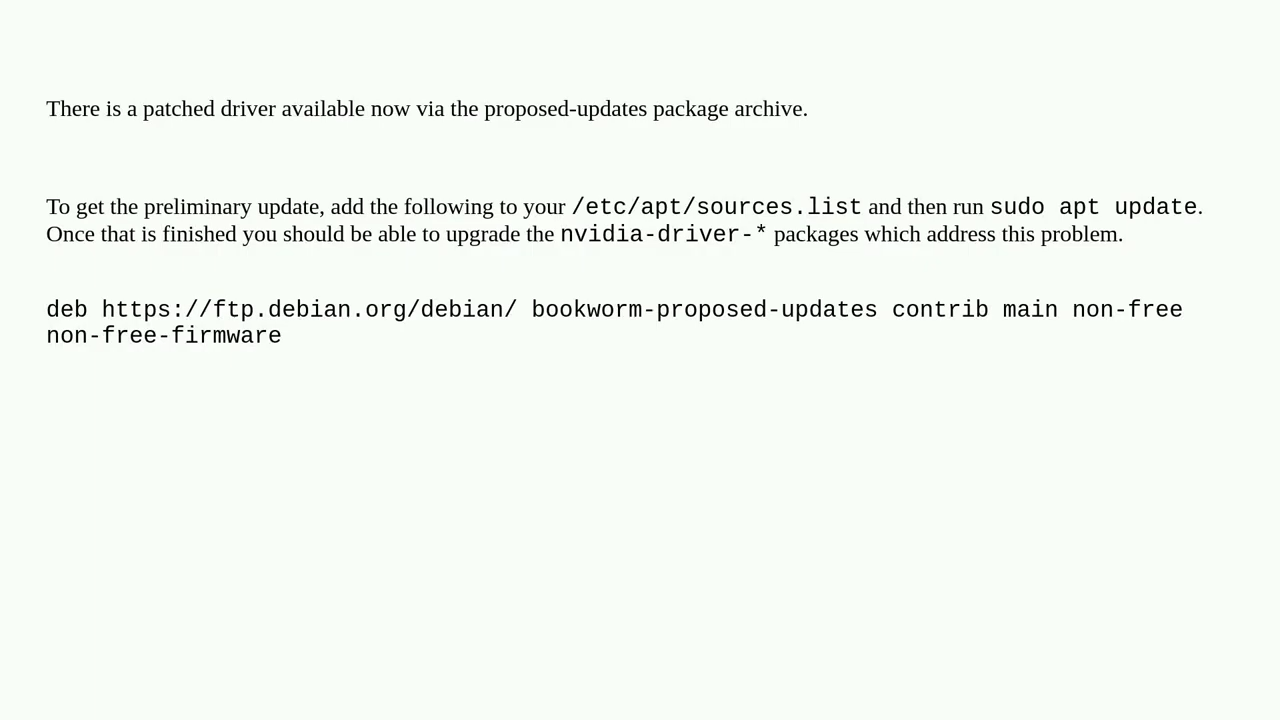 There is a patched driver available now via the proposed-updates package archive.
To get the preliminary update, add the following to your /etc/apt/sources.list and then run sudo apt update.
Once that is finished you should be able to upgrade the nvidia-driver-* packages which address this problem.
deb https://ftp.debian.org/debian/ bookworm-proposed-updates contrib main non-free
non-free-firmware